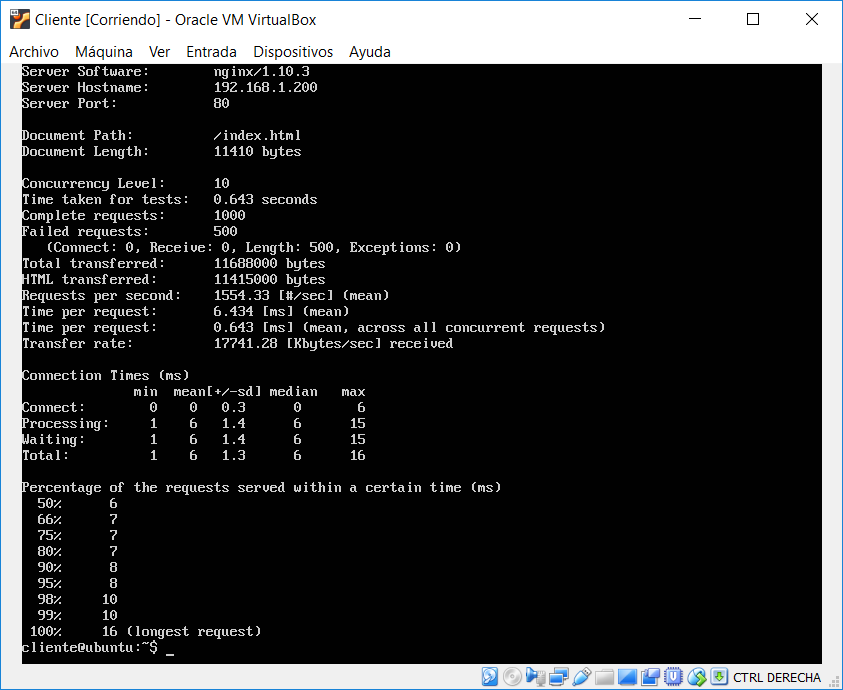 Cliente [Corriendo] - Oracle VM VirtualBox
Archivo Máquina Ver Entrada Dispositivos Ayuda
Server Software:        nginx/1.10.3
Server Hostname:        192.168.1.200
Server Port:            80
Document Path:          /index.html
Document Length:        11410 bytes
Concurrency Level:      10
Time taken for tests:   0.643 seconds
Complete requests:      1000
Failed requests:        500
   (Connect: 0, Receive: 0, Length: 500, Exceptions: 0)
Total transferred:      11688000 bytes
HTML transferred:       11415000 bytes
Requests per second:    1554.33 [#/sec] (mean)
Time per request:       6.434 [ms] (mean)
Time per request:       0.643 [ms] (mean, across all concurrent requests)
Transfer rate:          17741.28 [Kbytes/sec] received
Connection Times (ms)
              min  mean[+/-sd] median   max
Connect:        0    0   0.3      0       6
Processing:     1    6   1.4      6      15
Waiting:        1    6   1.4      6      15
Total:          1    6   1.3      6      16
Percentage of the requests served within a certain time (ms)
  50%      6
  66%      7
  75%      7
  80%      7
  90%      8
  95%      8
  98%     10
  99%     10
 100%     16 (longest request)
cliente@ubuntu:~$ _
CTRL DERECHA